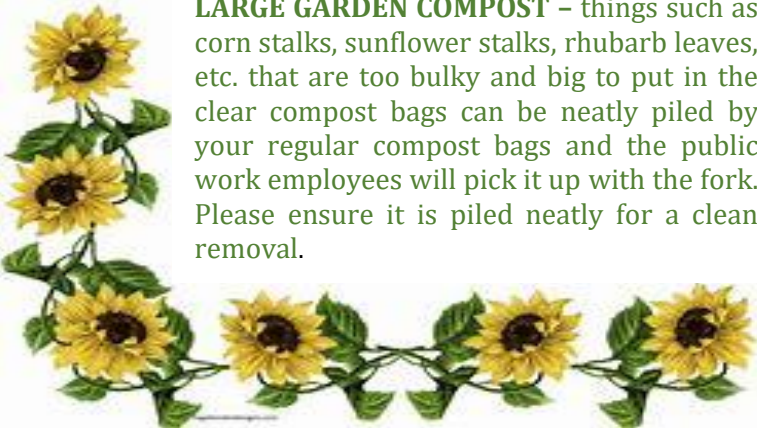 LARGE GARDEN COMPOST – things such as
corn stalks, sunflower stalks, rhubarb leaves,
etc. that are too bulky and big to put in the
clear compost bags can be neatly piled by
your regular compost bags and the public
work employees will pick it up with the fork.
Please ensure it is piled neatly for a clean
removal.